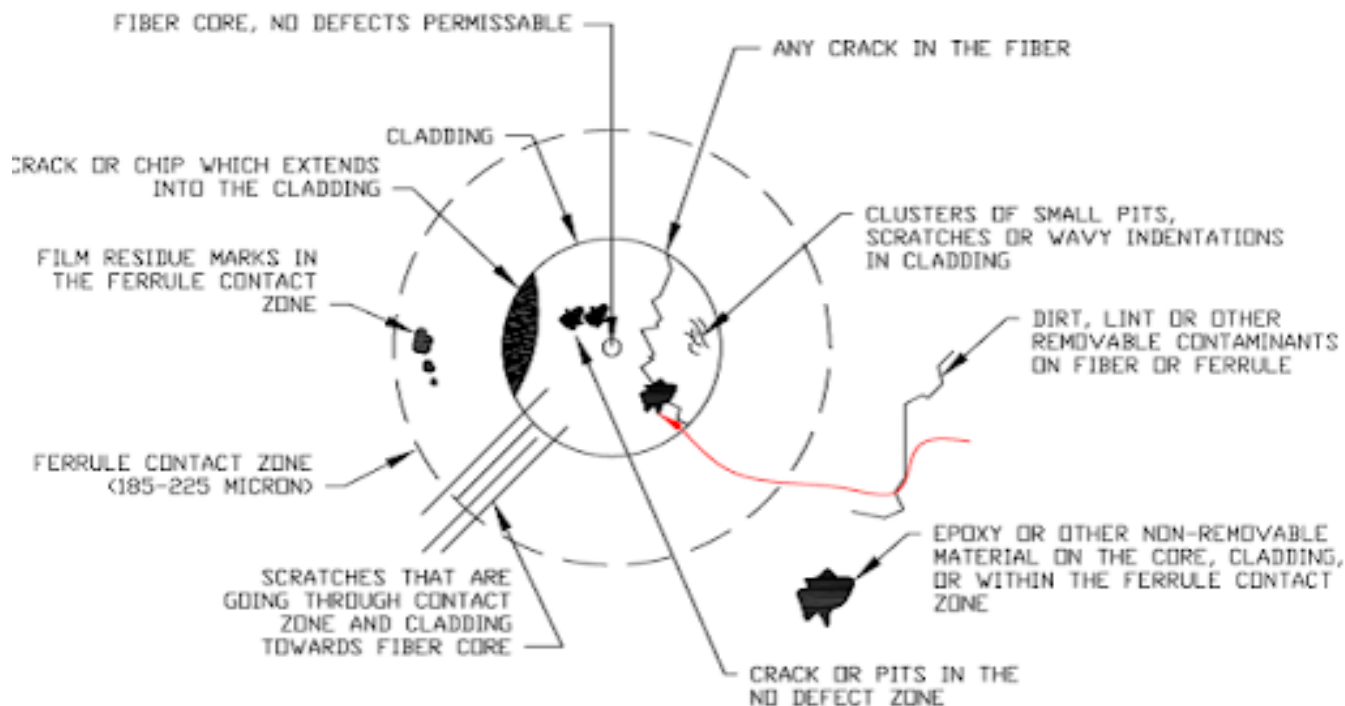 FIBER CORE, NO DEFECTS PERMISSABLE
ANY CRACK IN THE FIBER
CLADDING
CRACK OR CHIP WHICH EXTENDS
INTO THE CLADDING
CLUSTERS OF SMALL PITS,
SCRATCHES OR WAVY INDENTATIONS
IN CLADDING
FILM RESIDUE MARKS IN
THE FERRULE CONTACT
ZONE
DIRT, LINT OR OTHER
REMOVABLE CONTAMINANTS
ON FIBER OR FERRULE
FERRULE CONTACT ZONE
(185-225 MICRON)
EPOXY OR OTHER NON-REMOVABLE
MATERIAL ON THE CORE, CLADDING,
OR WITHIN THE FERRULE CONTACT
ZONE
SCRATCHES THAT ARE
GOING THROUGH CONTACT
ZONE AND CLADDING
TOWARDS FIBER CORE
CRACK OR PITS IN THE
NO DEFECT ZONE